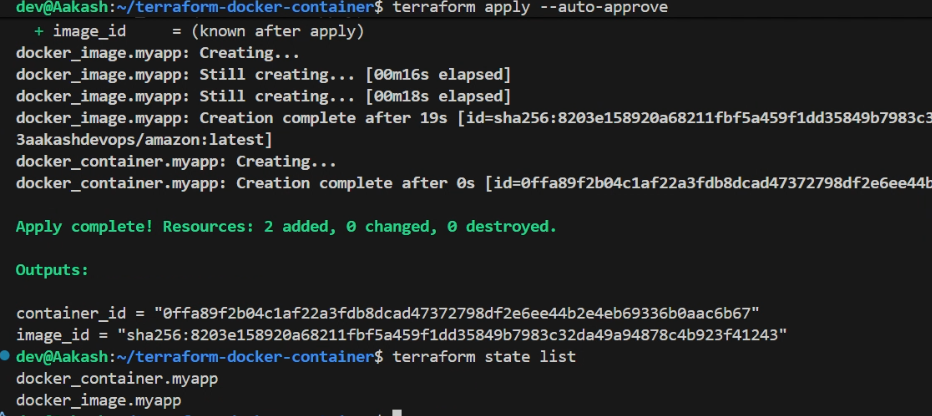 dev@Aakash:~/terraform-docker-container$ terraform apply --auto-approve
+ image_id     = (known after apply)
docker_image.myapp: Creating...
docker_image.myapp: Still creating... [00m16s elapsed]
docker_image.myapp: Still creating... [00m18s elapsed]
docker_image.myapp: Creation complete after 19s [id=sha256:8203e158920a68211fbf5a459f1dd35849b7983c3
3aakashdevops/amazon:latest]
docker_container.myapp: Creating...
docker_container.myapp: Creation complete after 0s [id=0ffa89f2b04c1af22a3fdb8dcad47372798df2e6ee44b
Apply complete! Resources: 2 added, 0 changed, 0 destroyed.
Outputs:
container_id = "0ffa89f2b04c1af22a3fdb8dcad47372798df2e6ee44b2e4eb69336b0aac6b67"
image_id = "sha256:8203e158920a68211fbf5a459f1dd35849b7983c32da49a94878c4b923f41243"
dev@Aakash:~/terraform-docker-container$ terraform state list
docker_container.myapp
docker_image.myapp